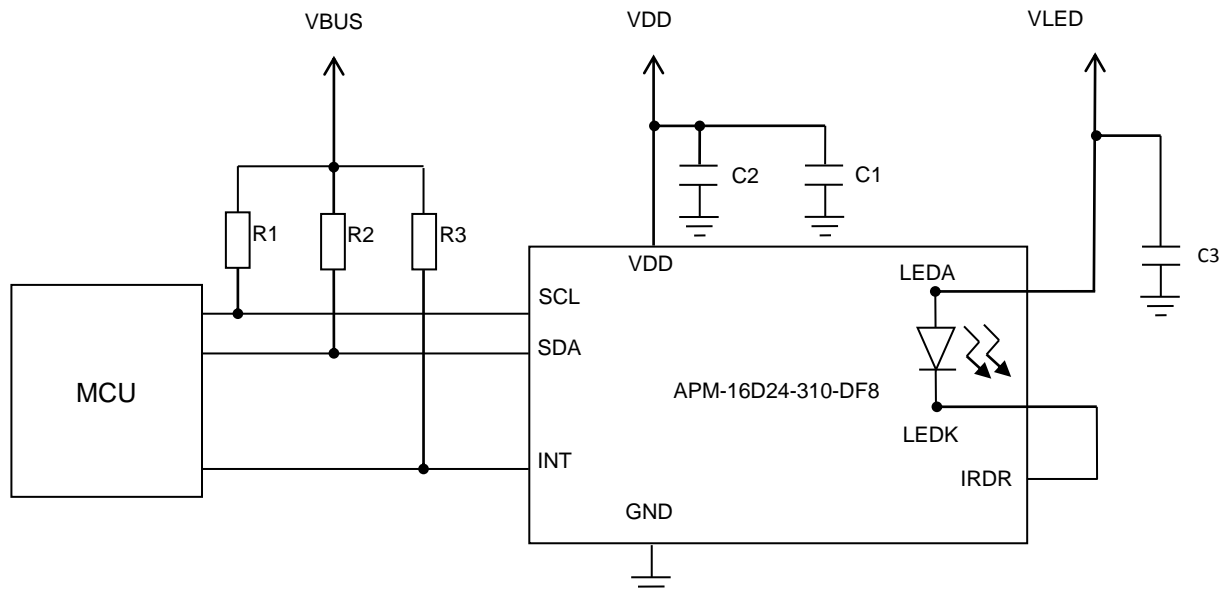 VBUS
VDD
VLED
C2
C1
R1
R2
R3
C3
VDD
LEDA
SCL
SDA
MCU
APM-16D24-310-DF8
LEDK
INT
IRDR
GND